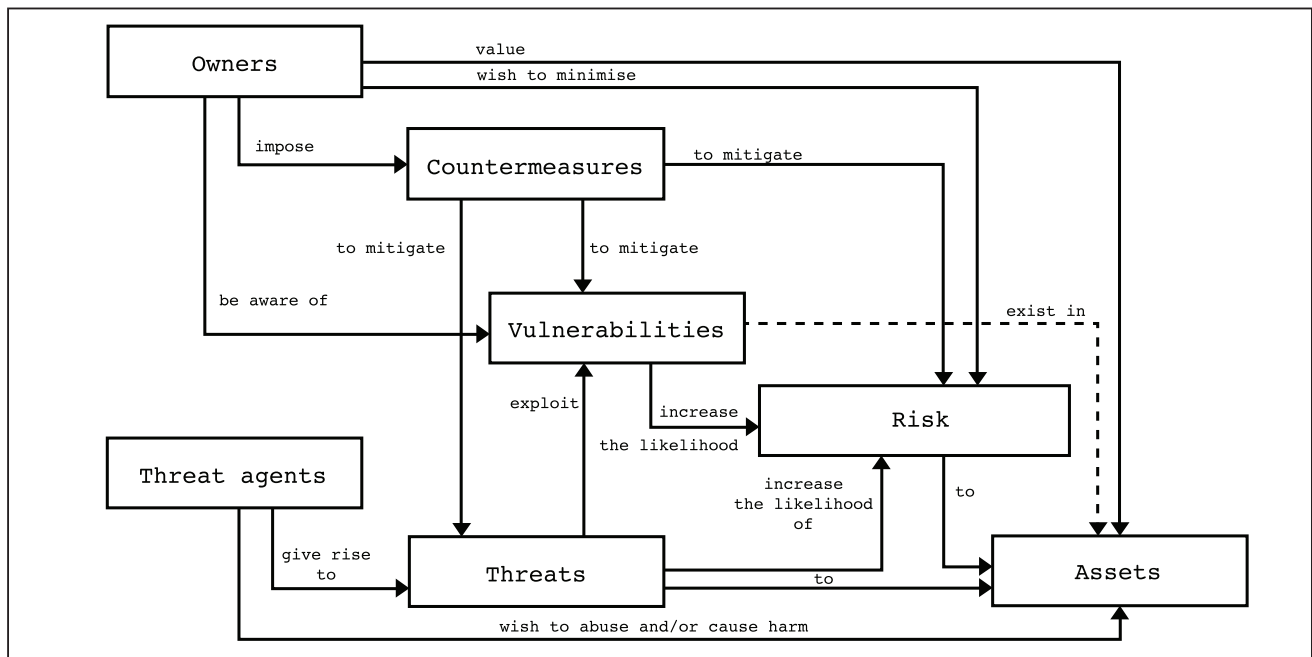 Owners
value
wish to minimise
impose
Countermeasures
to mitigate
to mitigate
to mitigate
be aware of
Vulnerabilities
exist in
exploit
increase
the likelihood
Risk
Threat agents
increase
the likelihood
of
to
give rise
to
Threats
to
Assets
wish to abuse and/or cause harm